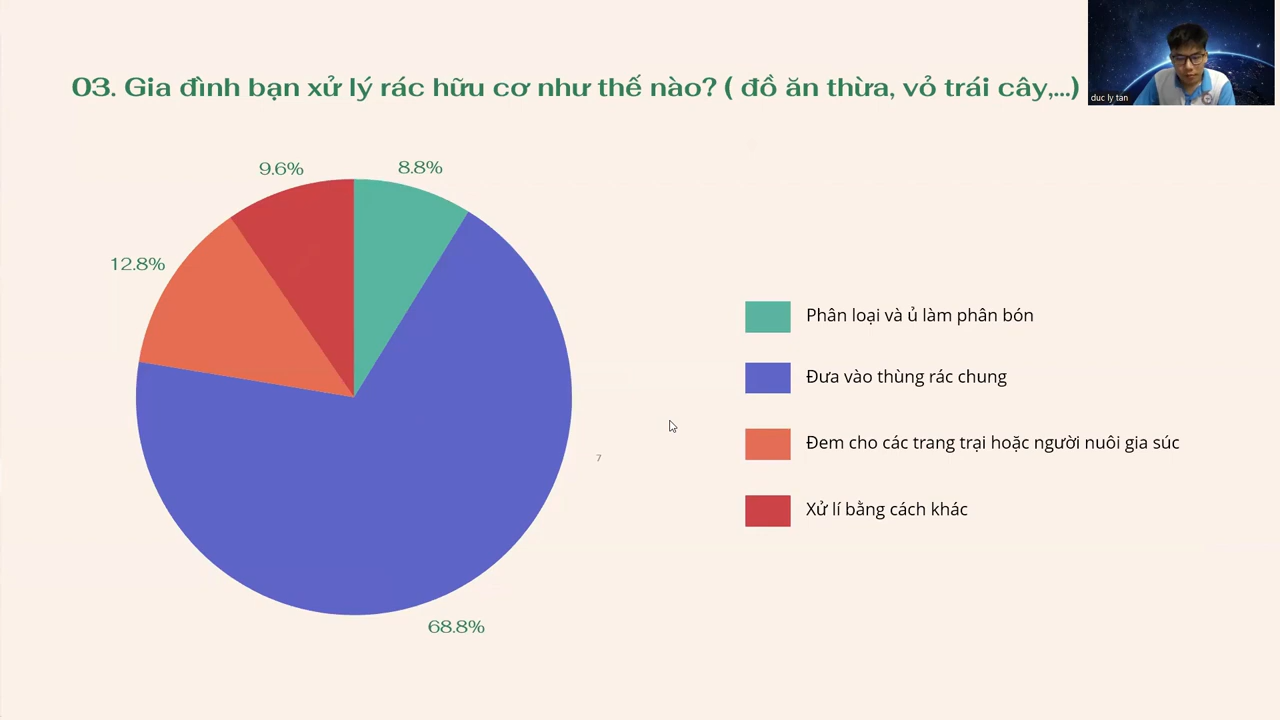 03. Gia đình bạn xử lý rác hữu cơ như thế nào? ( đồ ăn thừa, vỏ trái cây,...)
duc ly tan
9.6%
8.8%
12.8%
68.8%
7
Phân loại và ủ làm phân bón
Đưa vào thùng rác chung
Đem cho các trang trại hoặc người nuôi gia súc
Xử lí bằng cách khác